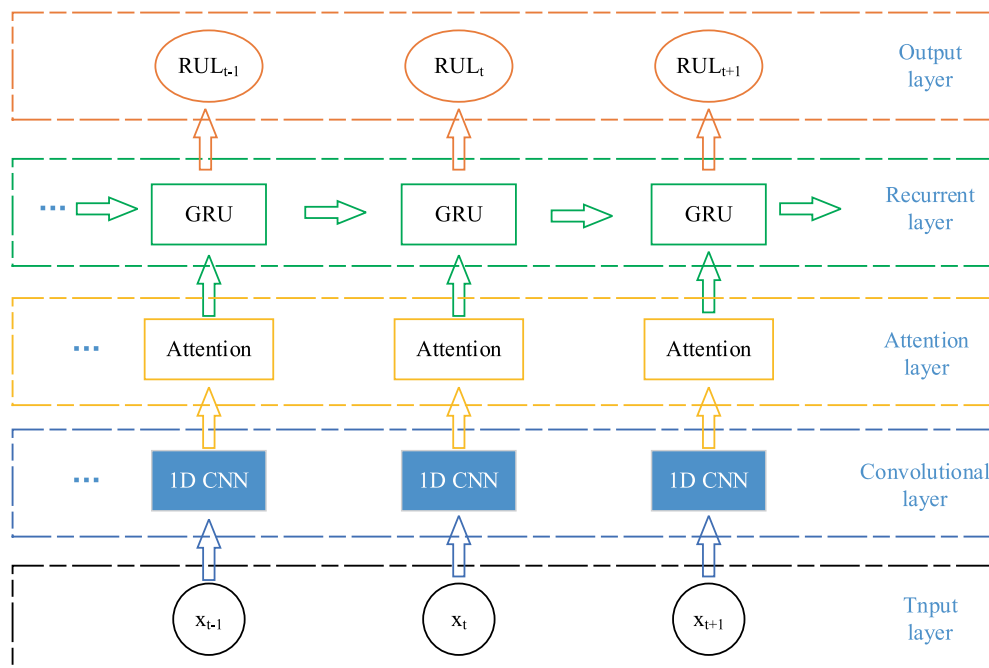 RULt-1 RULt RULt+1 Output
layer
... GRU GRU GRU Recurrent
layer
... Attention Attention Attention Attention
layer
... 1D CNN 1D CNN 1D CNN Convolutional
layer
xt-1 xt xt+1 Tnput
layer